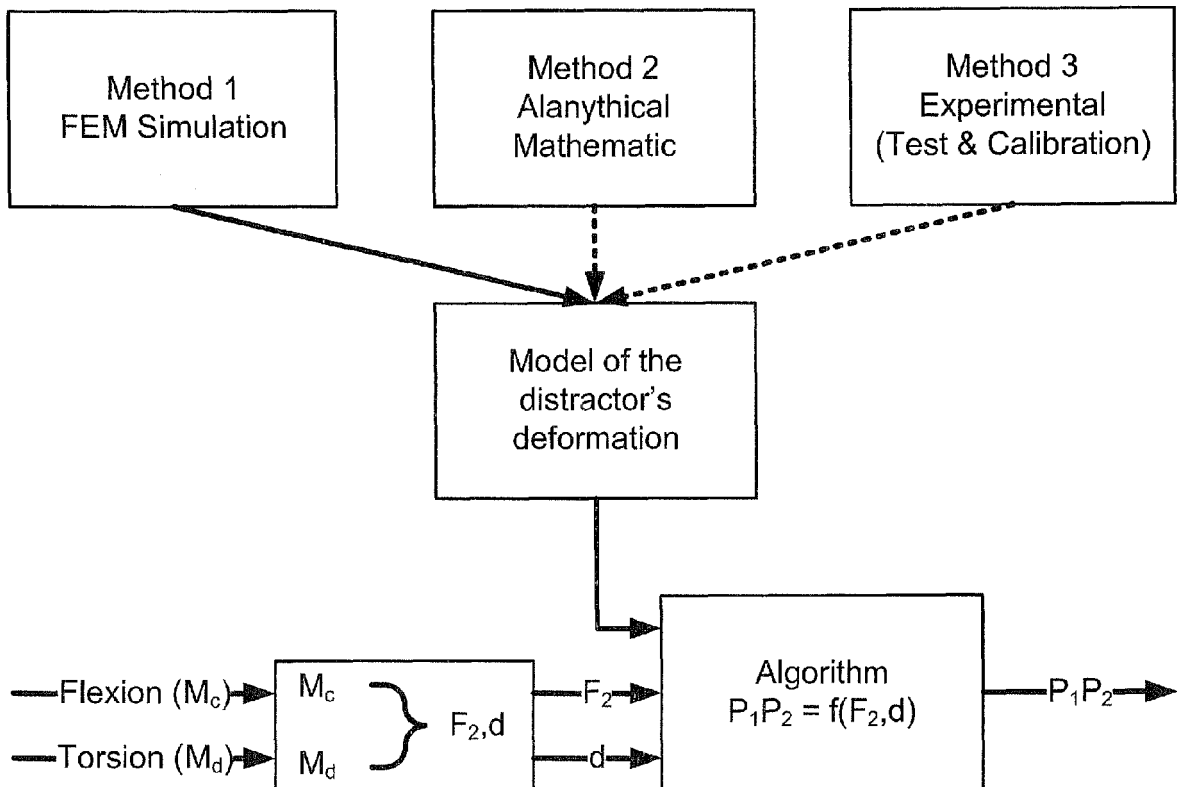 Method 1
FEM Simulation
Method 2
Alanythical
Mathematic
Method 3
Experimental
(Test & Calibration)
Model of the
distractor's
deformation
Flexion (Mc)
Torsion (Md)
Mc
Md
F2,d
F2
d
Algorithm
P1P2 = f(F2,d)
P1P2